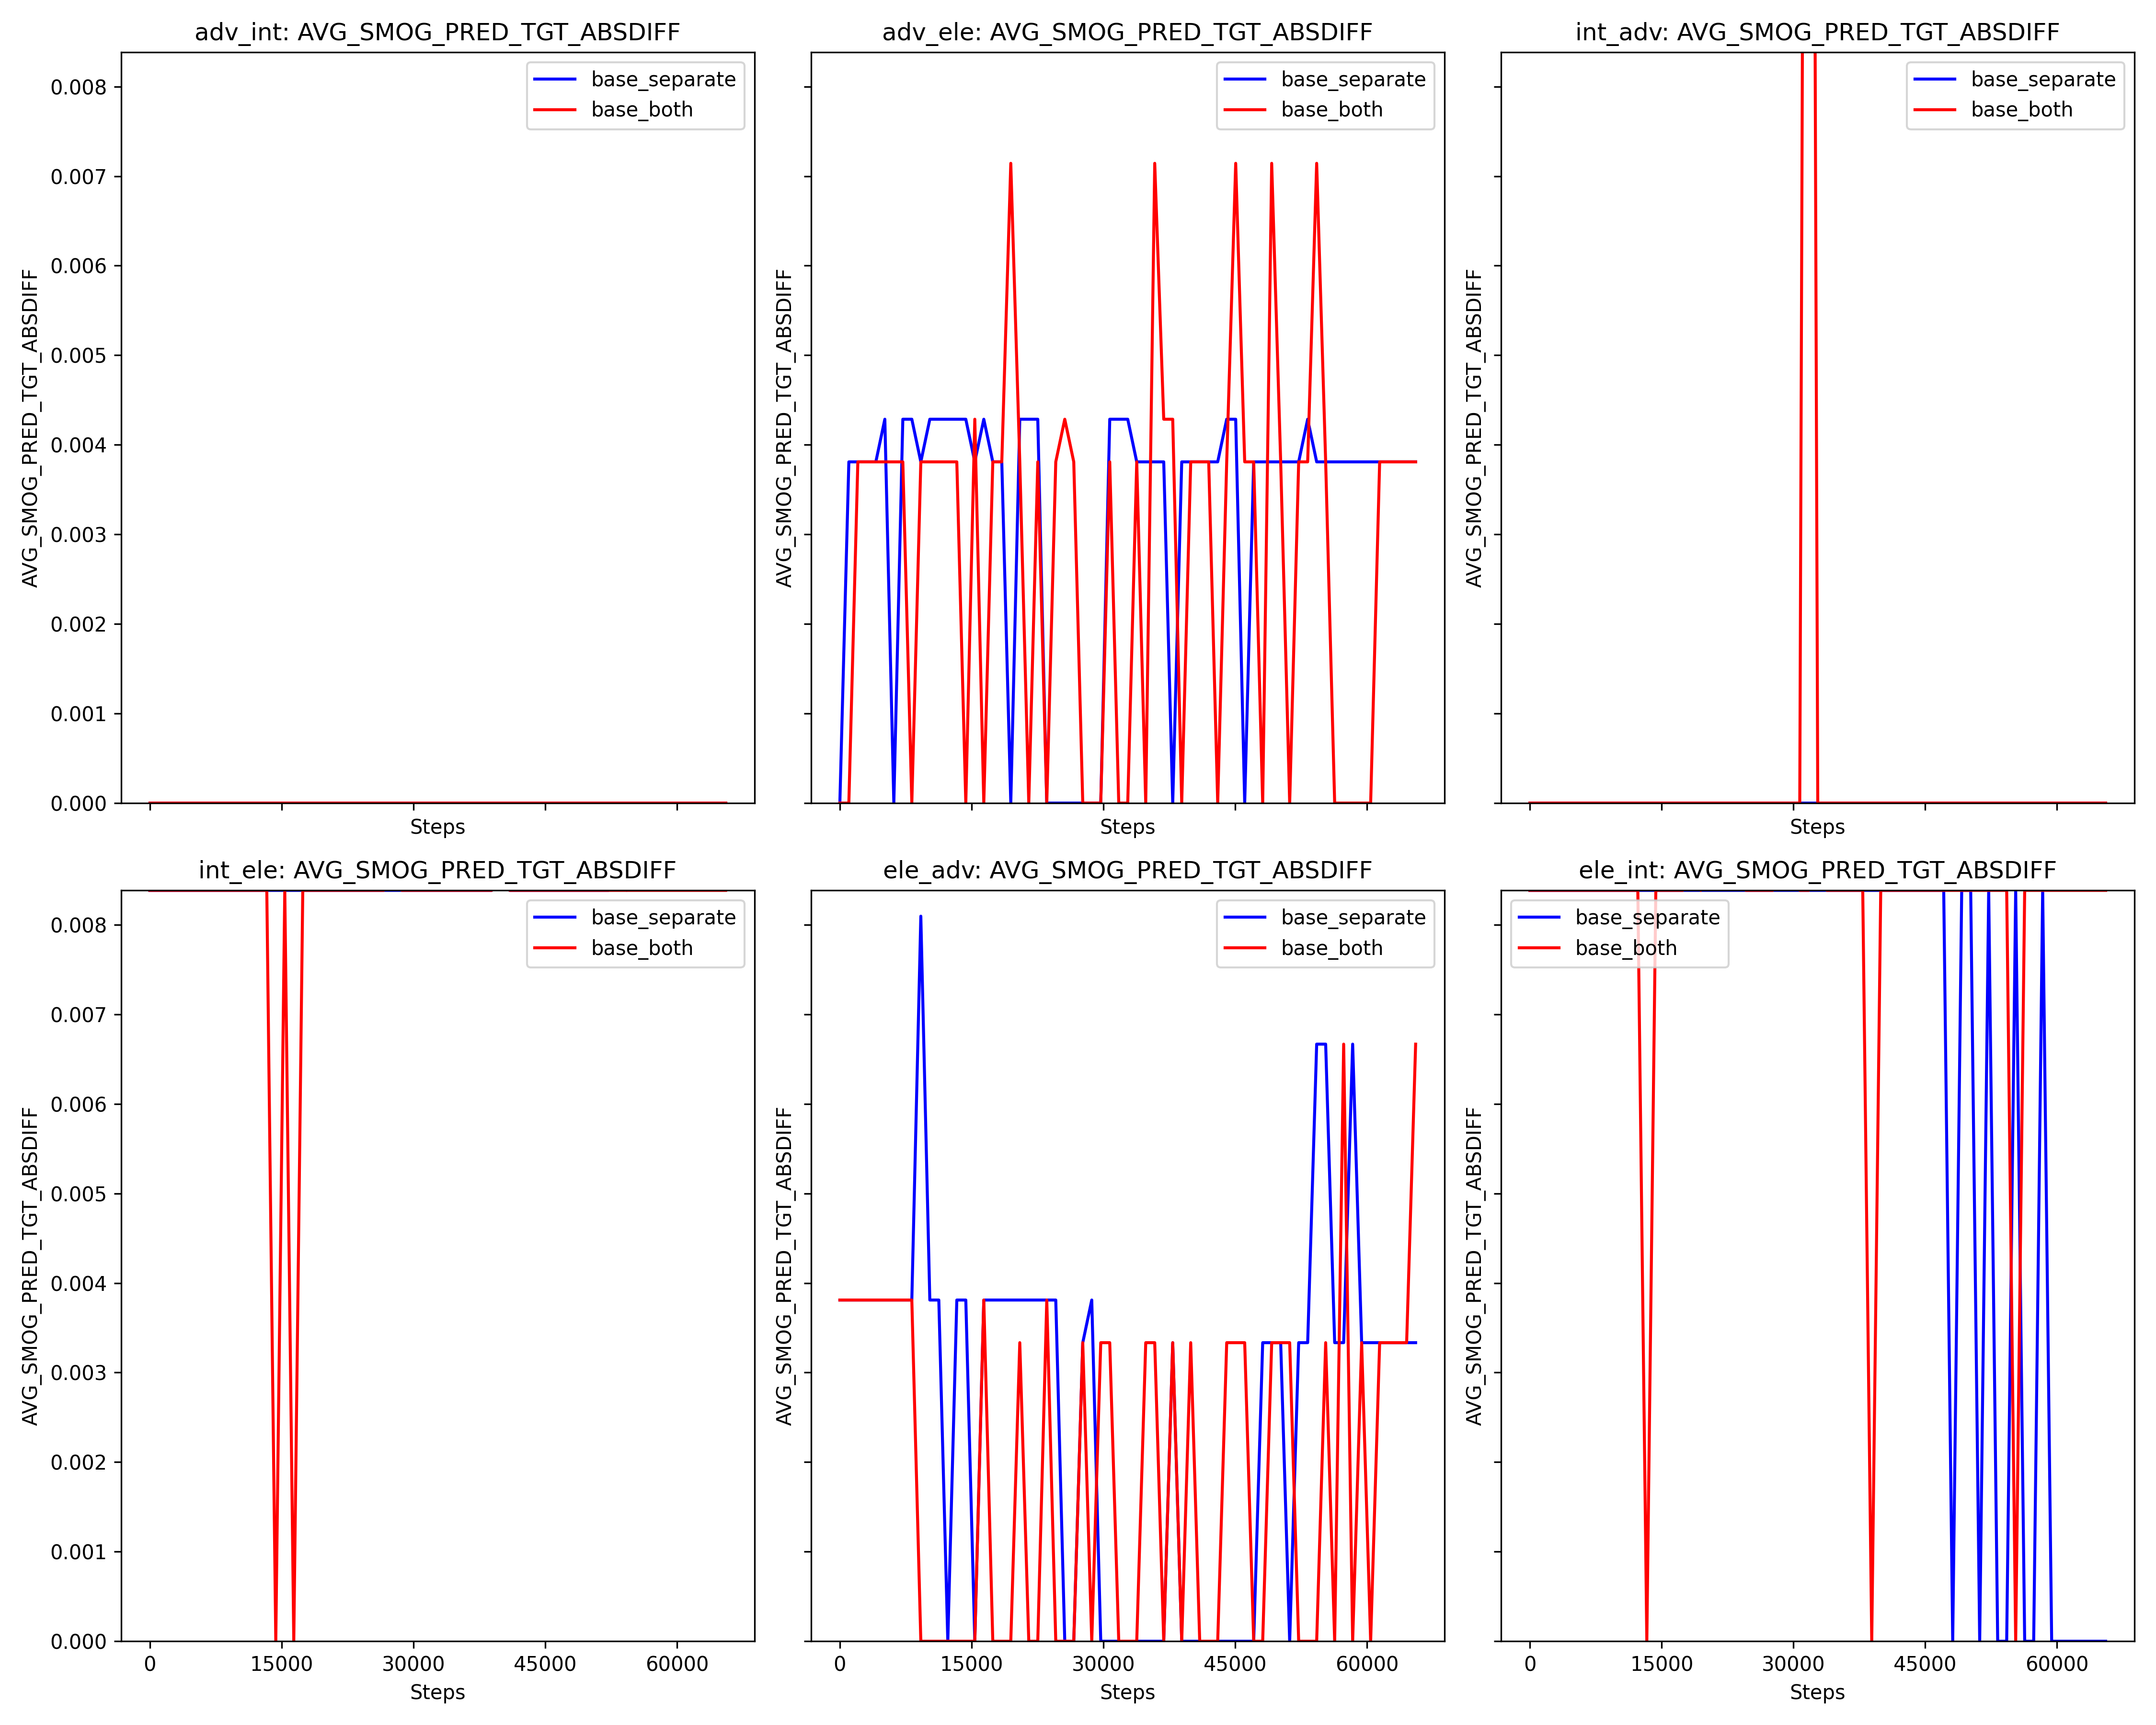 adv_int: AVG_SMOG_PRED_TGT_ABSDIFF
AVG_SMOG_PRED_TGT_ABSDIFF
0.008
0.007
0.006
0.005
0.004
0.003
0.002
0.001
0.000
base_separate
base_both
Steps
adv_ele: AVG_SMOG_PRED_TGT_ABSDIFF
AVG_SMOG_PRED_TGT_ABSDIFF
base_separate
base_both
Steps
int_adv: AVG_SMOG_PRED_TGT_ABSDIFF
AVG_SMOG_PRED_TGT_ABSDIFF
base_separate
base_both
Steps
int_ele: AVG_SMOG_PRED_TGT_ABSDIFF
AVG_SMOG_PRED_TGT_ABSDIFF
0.008
0.007
0.006
0.005
0.004
0.003
0.002
0.001
0.000
base_separate
base_both
0 15000 30000 45000 60000
Steps
ele_adv: AVG_SMOG_PRED_TGT_ABSDIFF
AVG_SMOG_PRED_TGT_ABSDIFF
base_separate
base_both
0 15000 30000 45000 60000
Steps
ele_int: AVG_SMOG_PRED_TGT_ABSDIFF
AVG_SMOG_PRED_TGT_ABSDIFF
base_separate
base_both
0 15000 30000 45000 60000
Steps